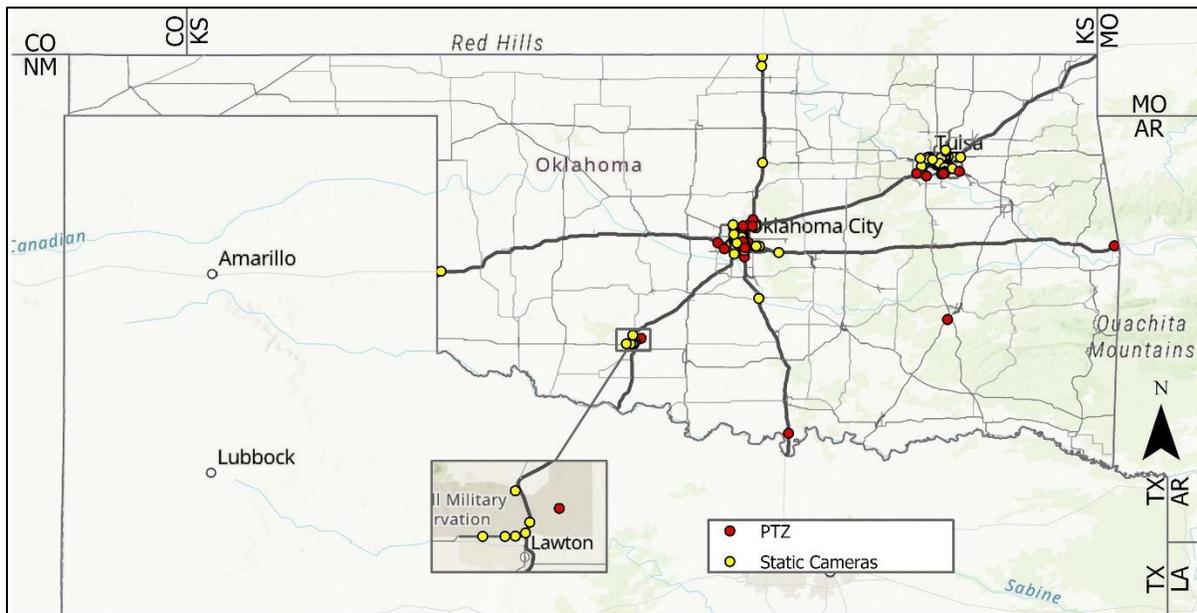 CO
KS
KS
MO
CO
NM
Red Hills
MO
AR
Tulsa
Oklahoma
Oklahoma City
Canadian
Amarillo
Ouachita
Mountains
N
Lubbock
ll Military
rvation
Lawton
TX
AR
PTZ
Static Cameras
TX
LA
Sabine